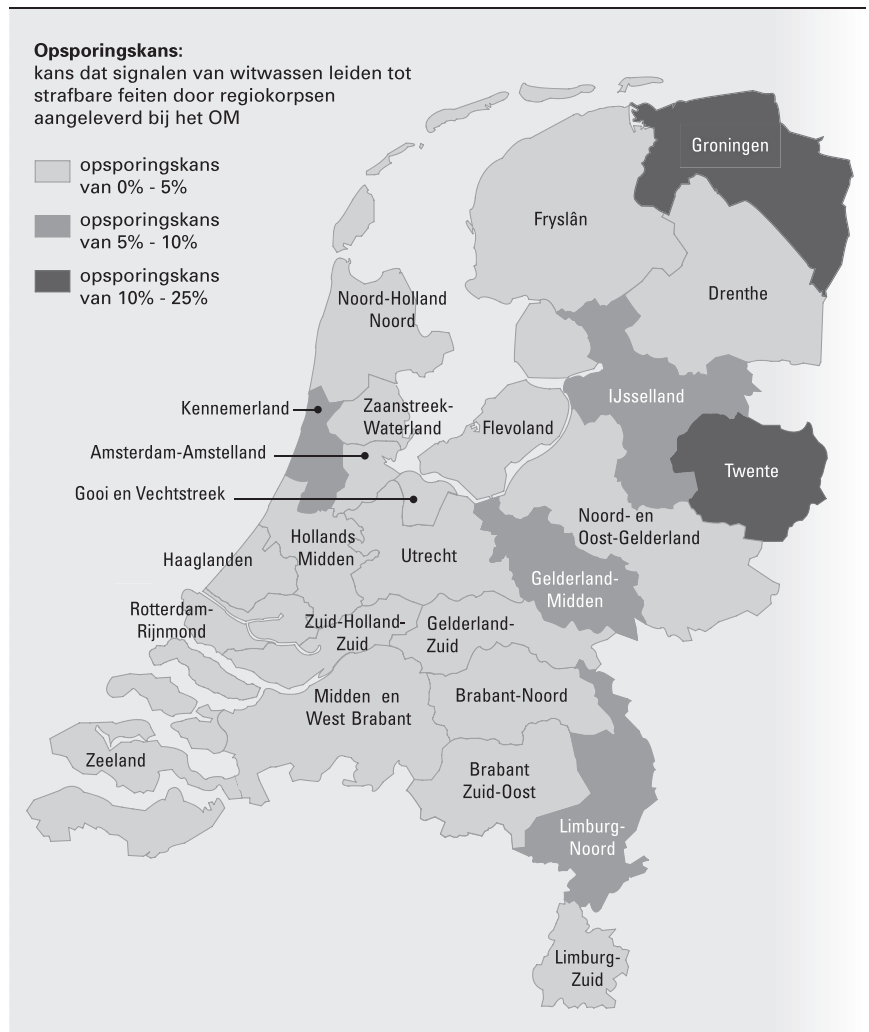 Opsporingskans:
kans dat signalen van witwassen leiden tot
strafbare feiten door regiokorpsen
aangeleverd bij het OM
opsporingskans
van 0% - 5%
opsporingskans
van 5% - 10%
opsporingskans
van 10% - 25%
Groningen
Fryslân
Drenthe
Noord-Holland
Noord
IJsselland
Kennemerland
Zaanstreek-
Waterland
Flevoland
Amsterdam-Amstelland
Twente
Gooi en Vechtstreek
Noord- en
Oost-Gelderland
Hollands
Midden
Haaglanden
Utrecht
Gelderland-
Midden
Rotterdam-
Rijnmond
Zuid-Holland-
Zuid
Gelderland-
Zuid
Midden en
West Brabant
Brabant-Noord
Zeeland
Brabant
Zuid-Oost
Limburg-
Noord
Limburg-
Zuid